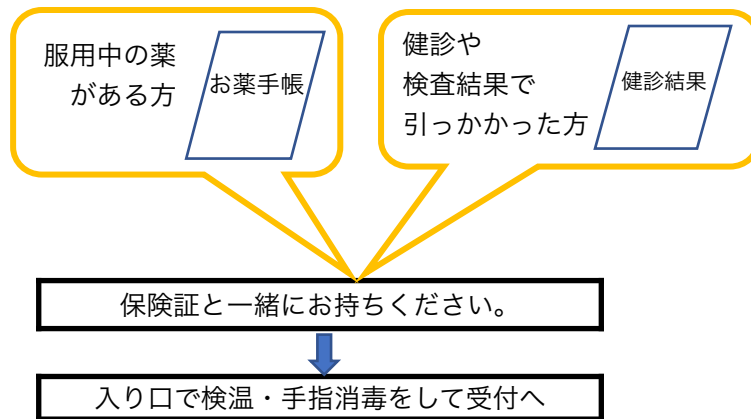 服用中の薬
がある方
お薬手帳
健診や
検査結果で
引っかかった方
健診結果
保険証と一緒にお持ちください。
入り口で検温・手指消毒をして受付へ